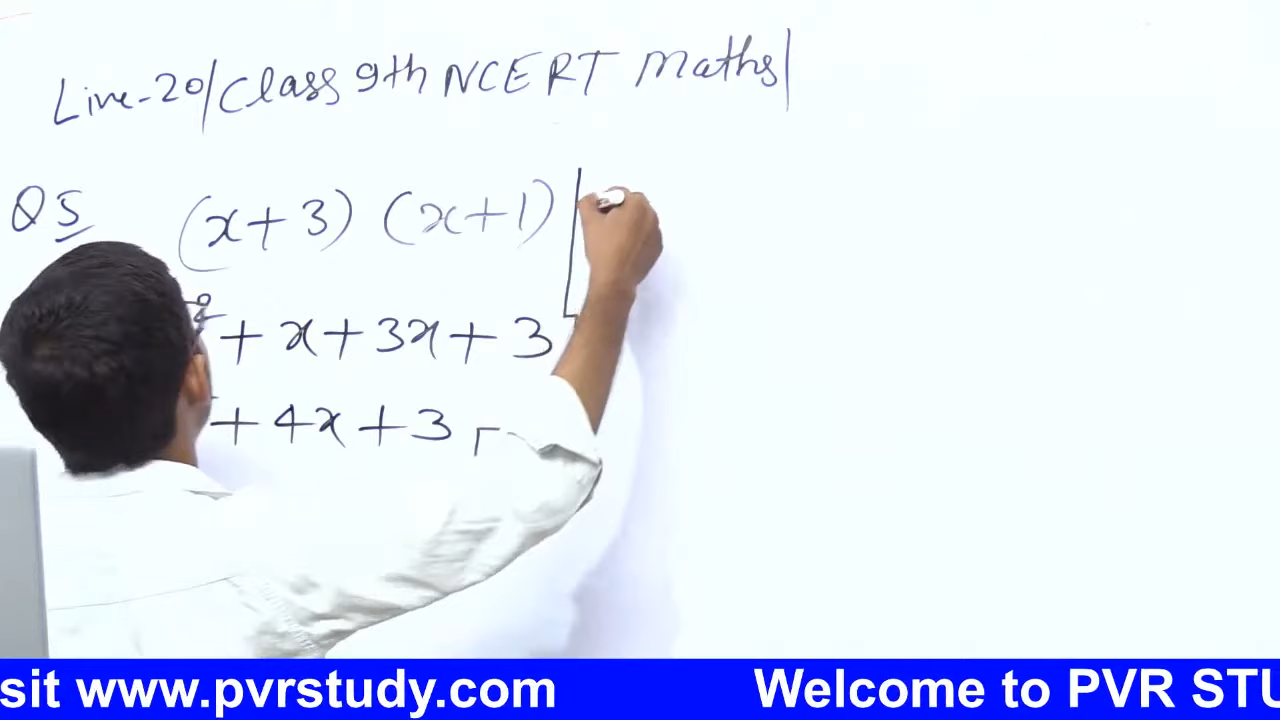 Live-20/Class 9th NCERT Maths|
Q5 (x+3) (x+1)
+ x + 3x + 3
+ 4x + 3
sit www.pvrstudy.com Welcome to PVR STU